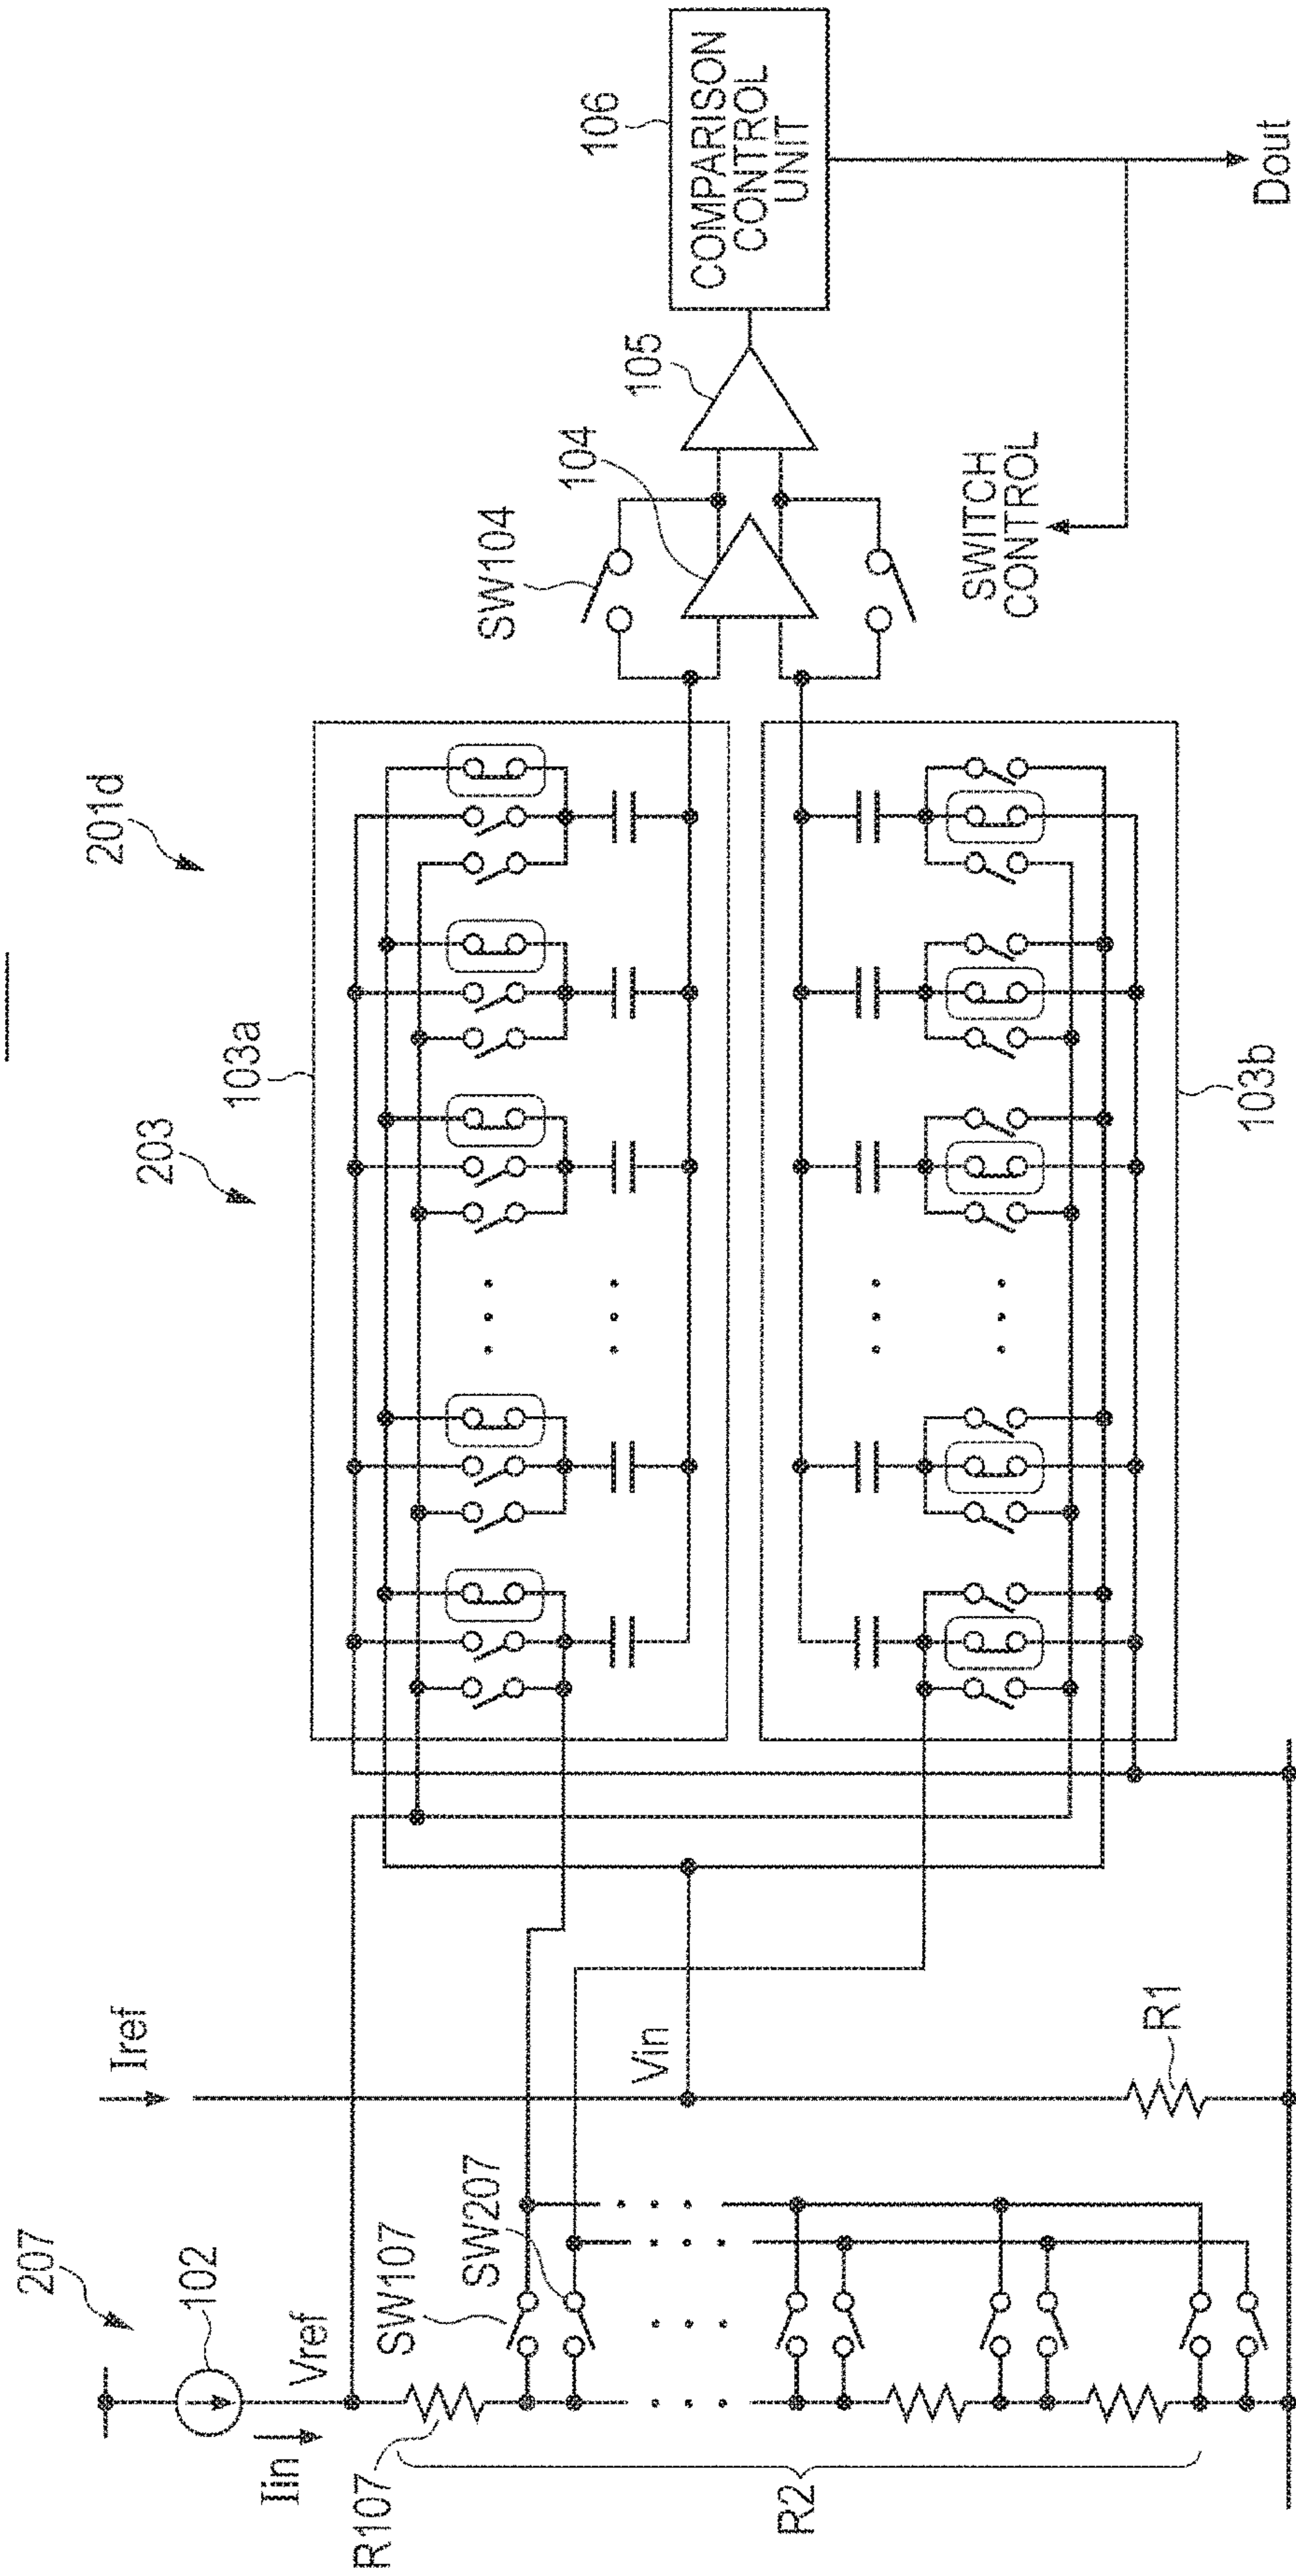 207
102
Iref
Vref
Iin
R107
SW107
SW207
R2
Vin
R1
203
201d
103a
103b
SW104
104
105
106
COMPARISON
CONTROL
UNIT
SWITCH
CONTROL
Dout